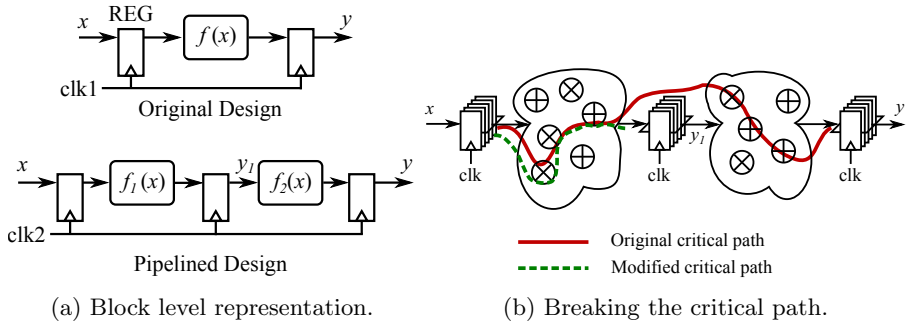 x REG f(x) y
clk1
Original Design
x f₁(x) y₁ f₂(x) y
clk2
Pipelined Design
(a) Block level representation.
x y₁ y
clk clk clk
Original critical path
Modified critical path
(b) Breaking the critical path.